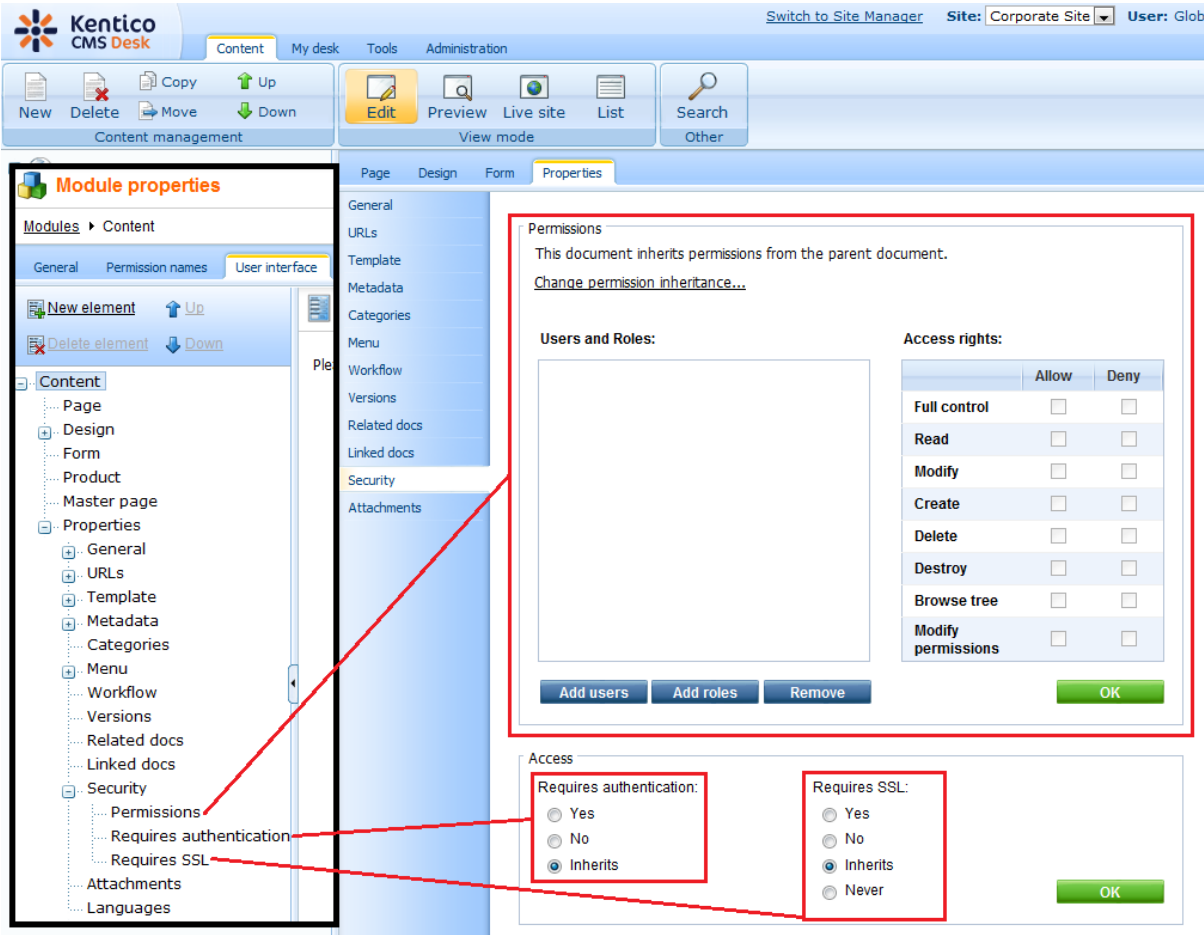 Kentico
CMS Desk
Switch to Site Manager Site: Corporate Site User: Glob
Content My desk Tools Administration
New Delete Copy Move Up Down
Content management
Edit Preview Live site List
View mode
Search
Other
Module properties
Modules Content
General Permission names User interface
New element Up
Delete element Down
Ple
Content
Page
Design
Form
Product
Master page
Properties
General
URLs
Template
Metadata
Categories
Menu
Workflow
Versions
Related docs
Linked docs
Security
Permissions
Requires authentication
Requires SSL
Attachments
Languages
Page Design Form Properties
General
URLs
Template
Metadata
Categories
Menu
Workflow
Versions
Related docs
Linked docs
Security
Attachments
Permissions
This document inherits permissions from the parent document.
Change permission inheritance...
Users and Roles:
Add users Add roles Remove
Access rights:
Allow Deny
Full control
Read
Modify
Create
Delete
Destroy
Browse tree
Modify
permissions
OK
Access
Requires authentication:
Yes
No
Inherits
Requires SSL:
Yes
No
Inherits
Never
OK